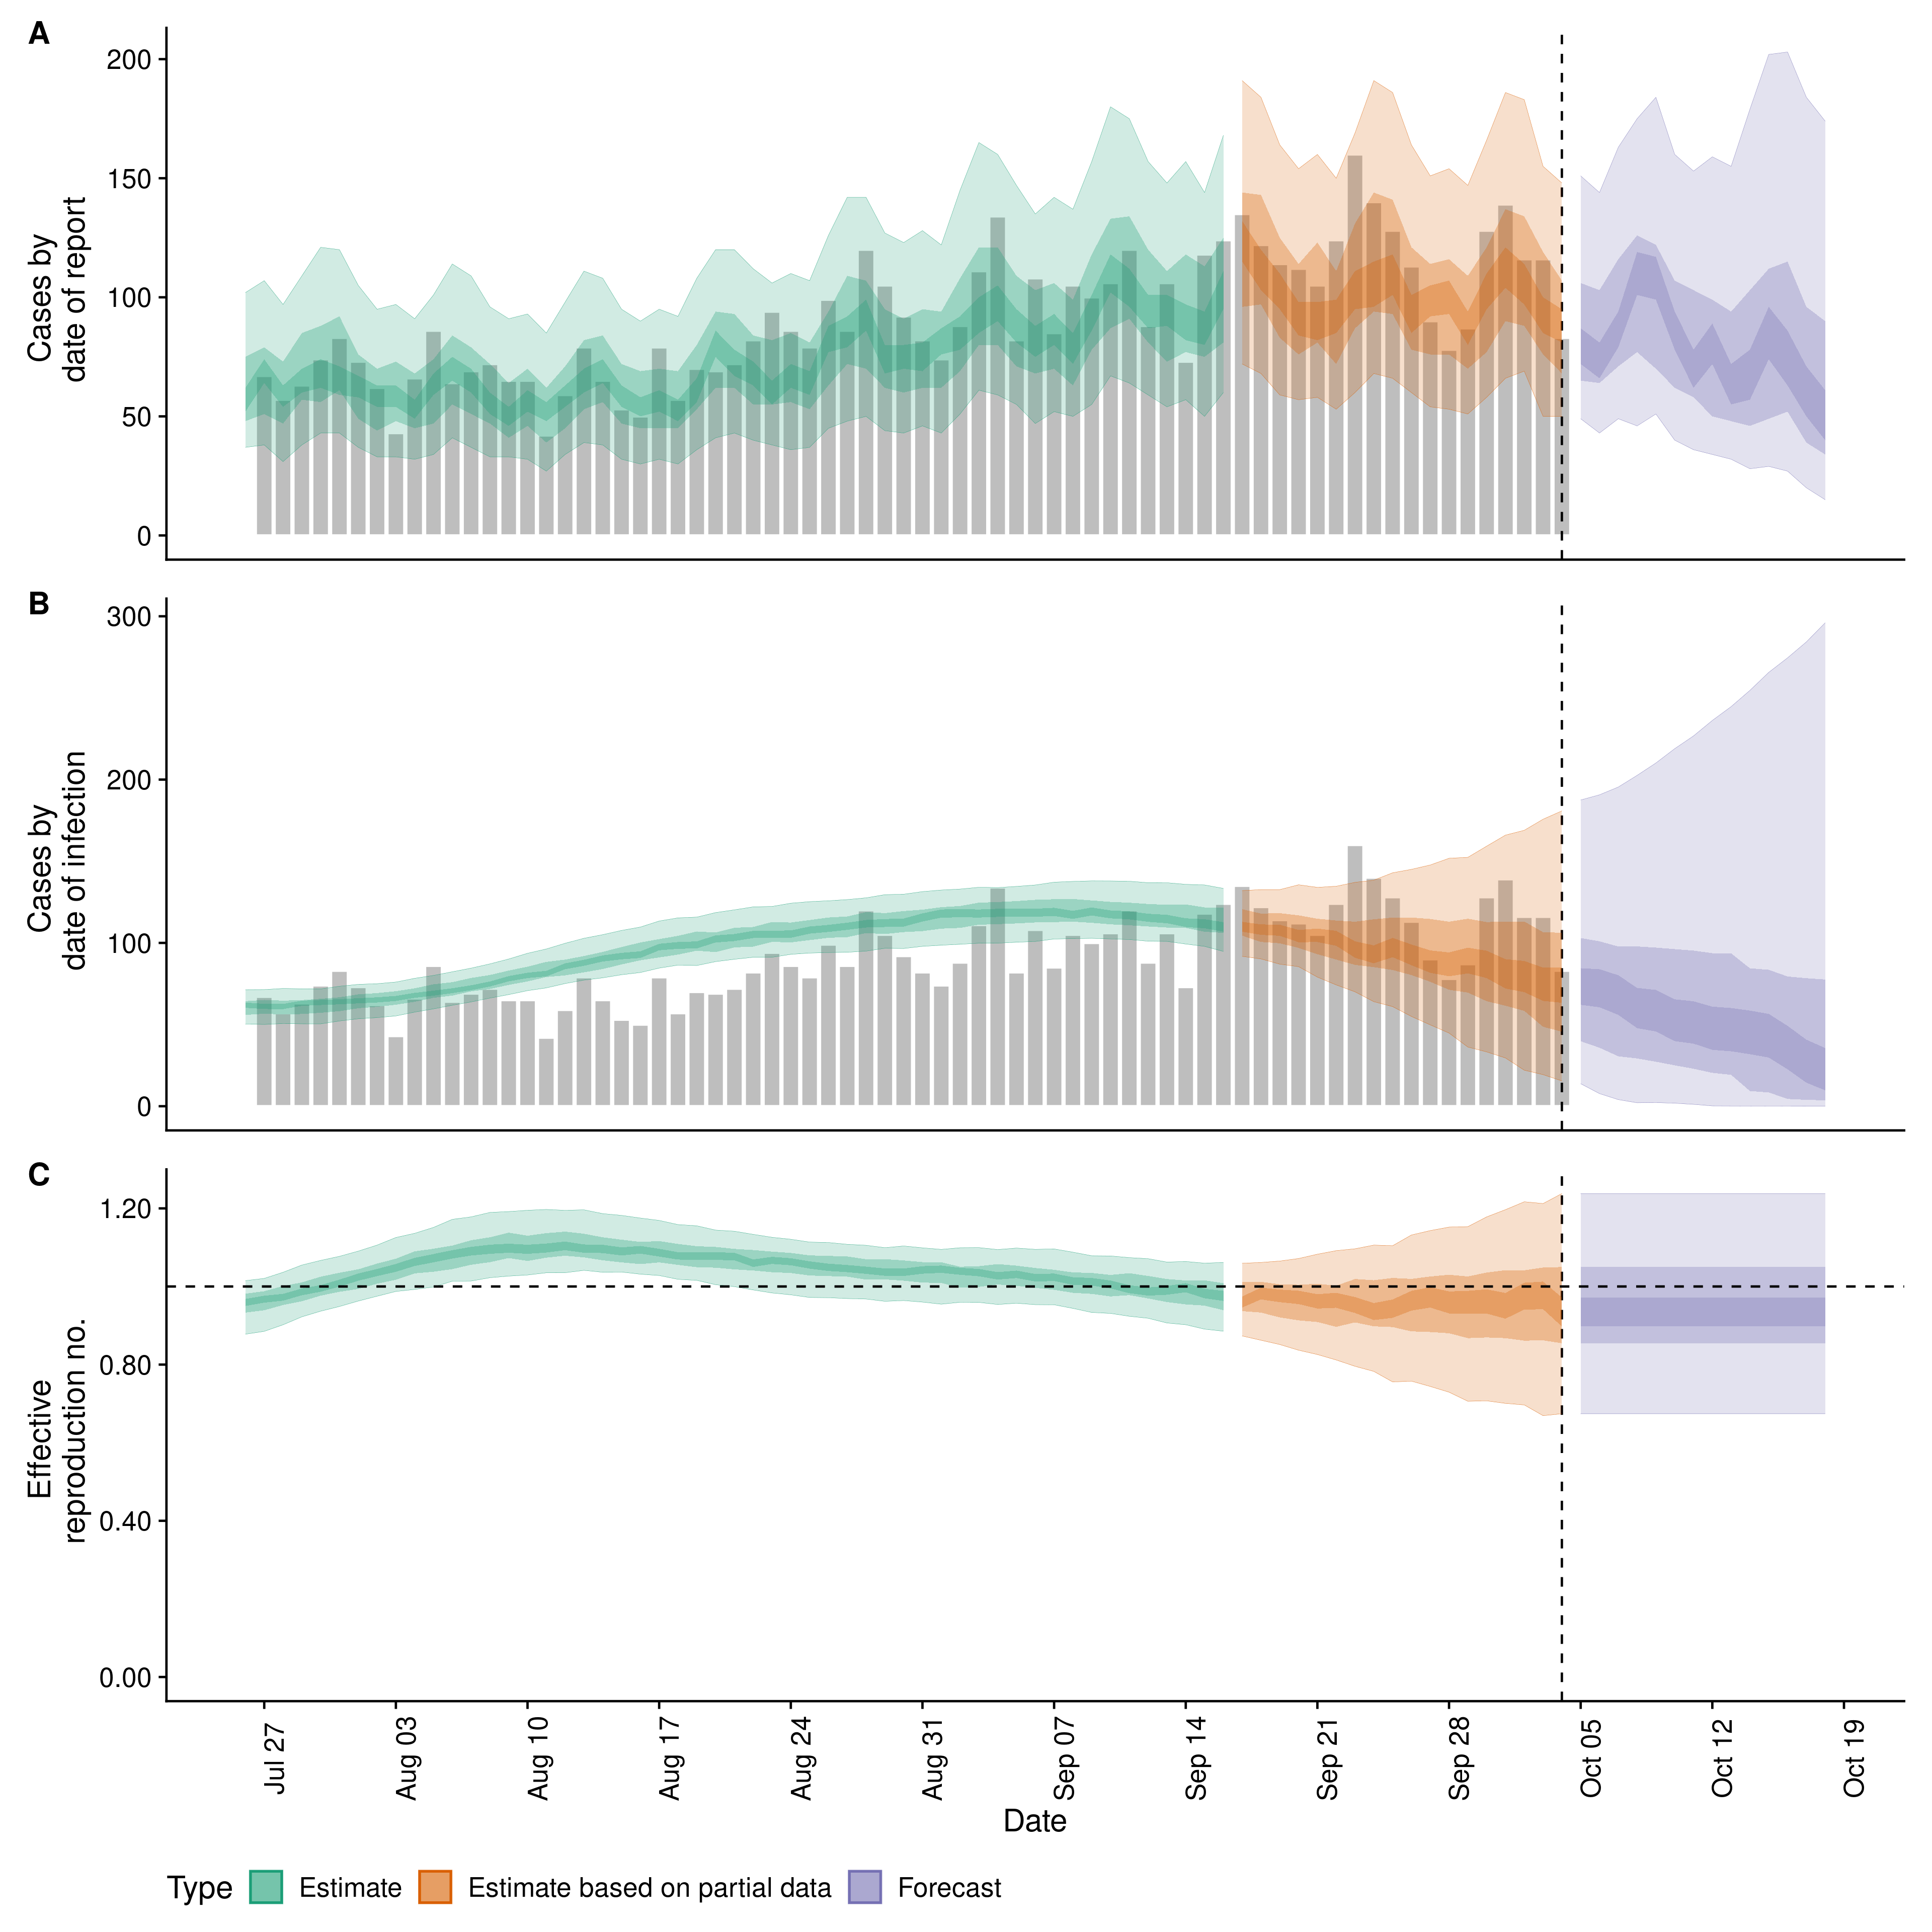 A
Cases by
date of report
200
150
100
50
0
B
Cases by
date of infection
300
200
100
0
C
Effective
reproduction no.
1.20
0.80
0.40
0.00
Jul 27
Aug 03
Aug 10
Aug 17
Aug 24
Aug 31
Sep 07
Sep 14
Sep 21
Sep 28
Oct 05
Oct 12
Oct 19
Date
Type Estimate Estimate based on partial data Forecast